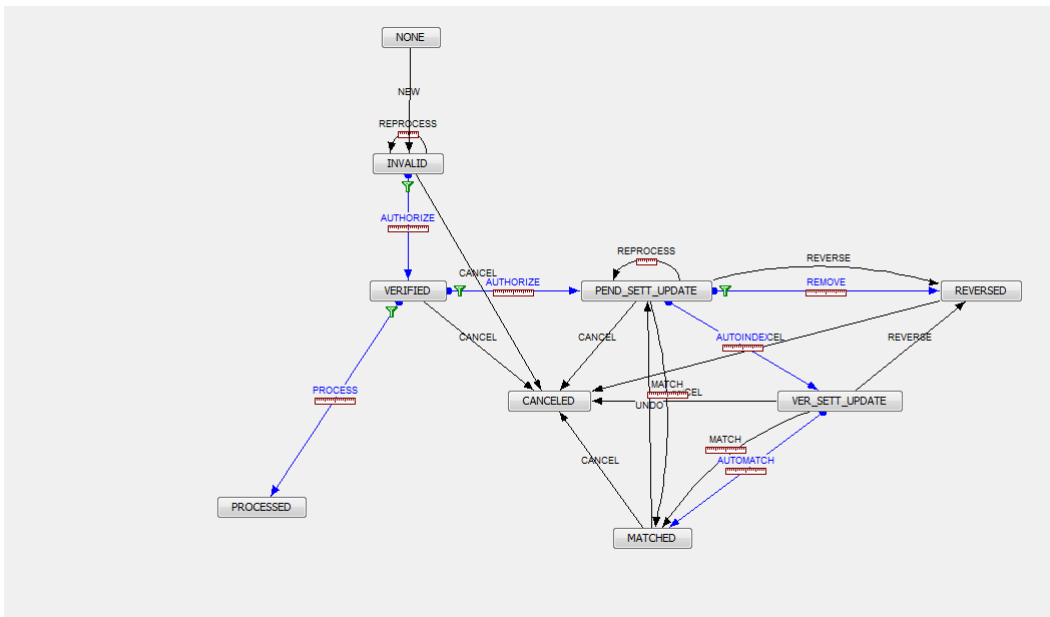 NONE
NEW
REPROCESS
INVALID
AUTHORIZE
REPROCESS
REVERSE
CANCEL
VERIFIED
AUTHORIZE
PEND_SETT_UPDATE
REMOVE
REVERSED
CANCEL
CANCEL
AUTOINDEX
REVERSE
PROCESS
MATCH
CANCELED
UNDO
VER_SETT_UPDATE
MATCH
CANCEL
AUTOMATCH
PROCESSED
MATCHED